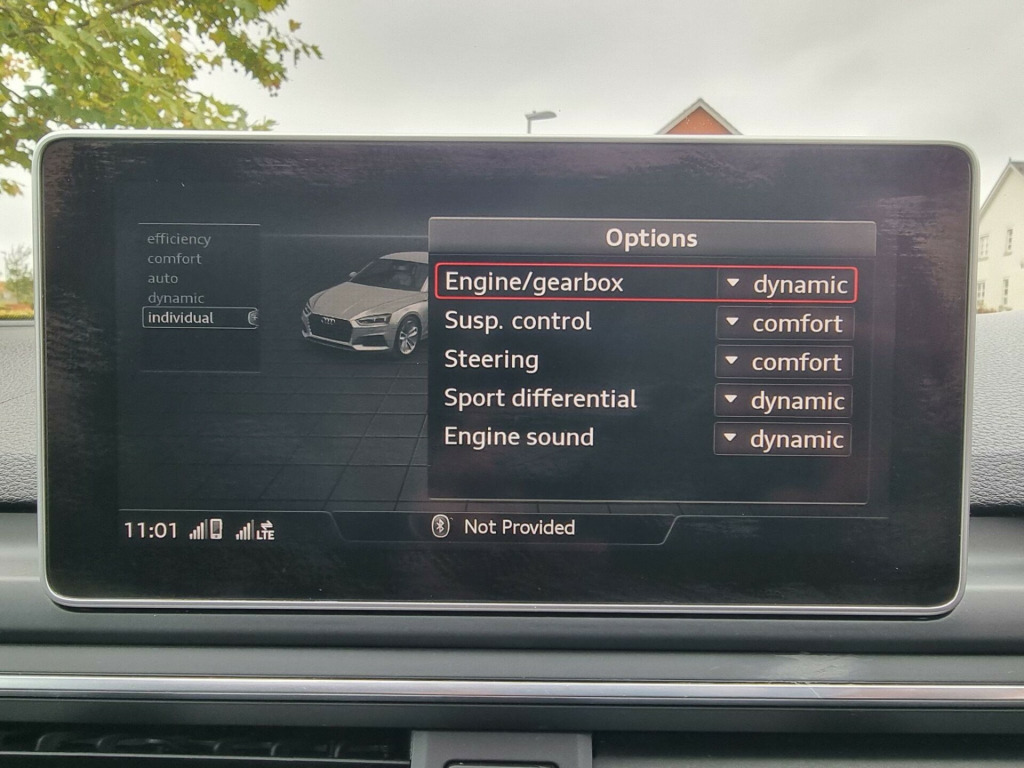 efficiency
comfort
auto
dynamic
individual
Options
Engine/gearbox dynamic
Susp. control comfort
Steering comfort
Sport differential dynamic
Engine sound dynamic
11:01 LTE Not Provided